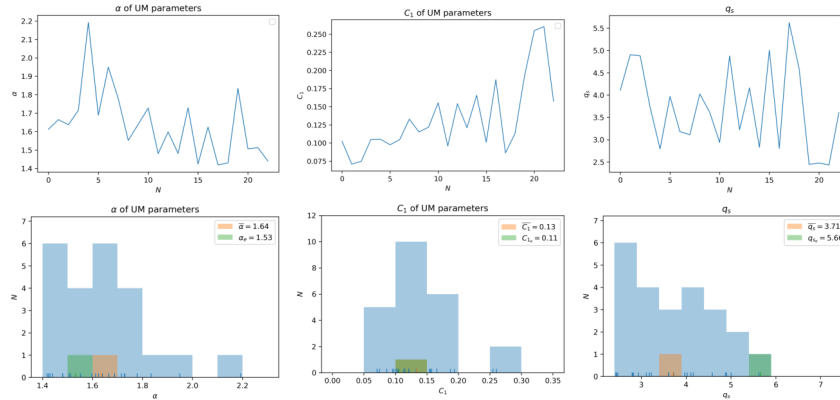 α of UM parameters
2.2
2.1
2.0
1.9
1.8
1.7
1.6
1.5
1.4
α
0 5 10 15 20
N
C₁ of UM parameters
0.250
0.225
0.200
0.175
0.150
0.125
0.100
0.075
C₁
0 5 10 15 20
N
qₛ
5.5
5.0
4.5
4.0
3.5
3.0
2.5
qₛ
0 5 10 15 20
N
α of UM parameters
7
6
5
4
3
2
1
0
N
ᾱ = 1.64
αₑ = 1.53
1.4 1.6 1.8 2.0 2.2
α
C₁ of UM parameters
12
10
8
6
4
2
0
N
C̅₁ = 0.13
C₁ₑ = 0.11
0.00 0.05 0.10 0.15 0.20 0.25 0.30 0.35
C₁
qₛ
7
6
5
4
3
2
1
0
N
q̅ₛ = 3.71
qₛₑ = 5.60
3 4 5 6 7
qₛ